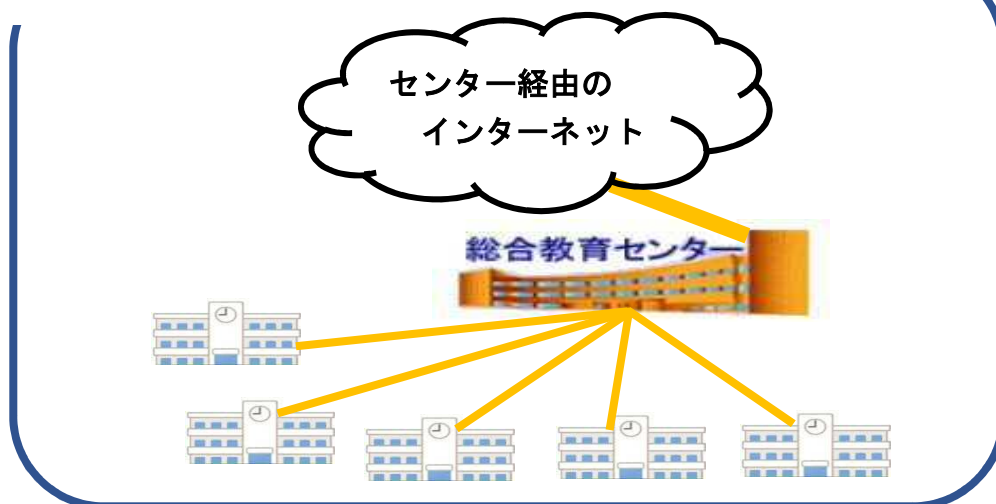 センター経由の
インターネット
総合教育センター